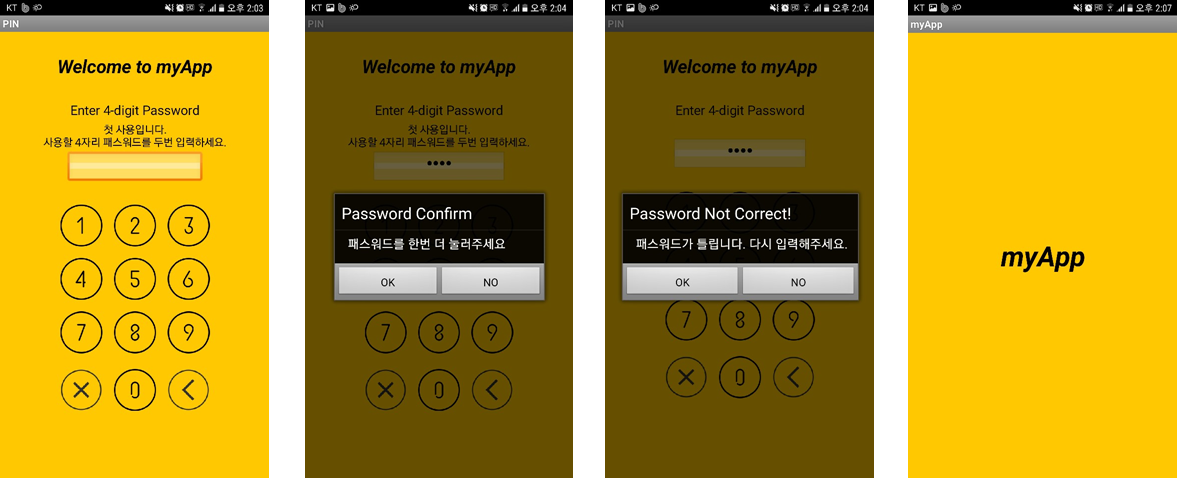 KT 오후 2:03
PIN
Welcome to myApp
Enter 4-digit Password
첫 사용입니다.
사용할 4자리 패스워드를 두번 입력하세요.
1 2 3
4 5 6
7 8 9
0
KT 오후 2:04
PIN
Welcome to myApp
Enter 4-digit Password
첫 사용입니다.
사용할 4자리 패스워드를 두번 입력하세요.
••••
Password Confirm
패스워드를 한번 더 눌러주세요
OK NO
7 8 9
0
KT 오후 2:04
PIN
Welcome to myApp
Enter 4-digit Password
••••
Password Not Correct!
패스워드가 틀립니다. 다시 입력해주세요.
OK NO
7 8 9
0
KT 오후 2:07
myApp
myApp